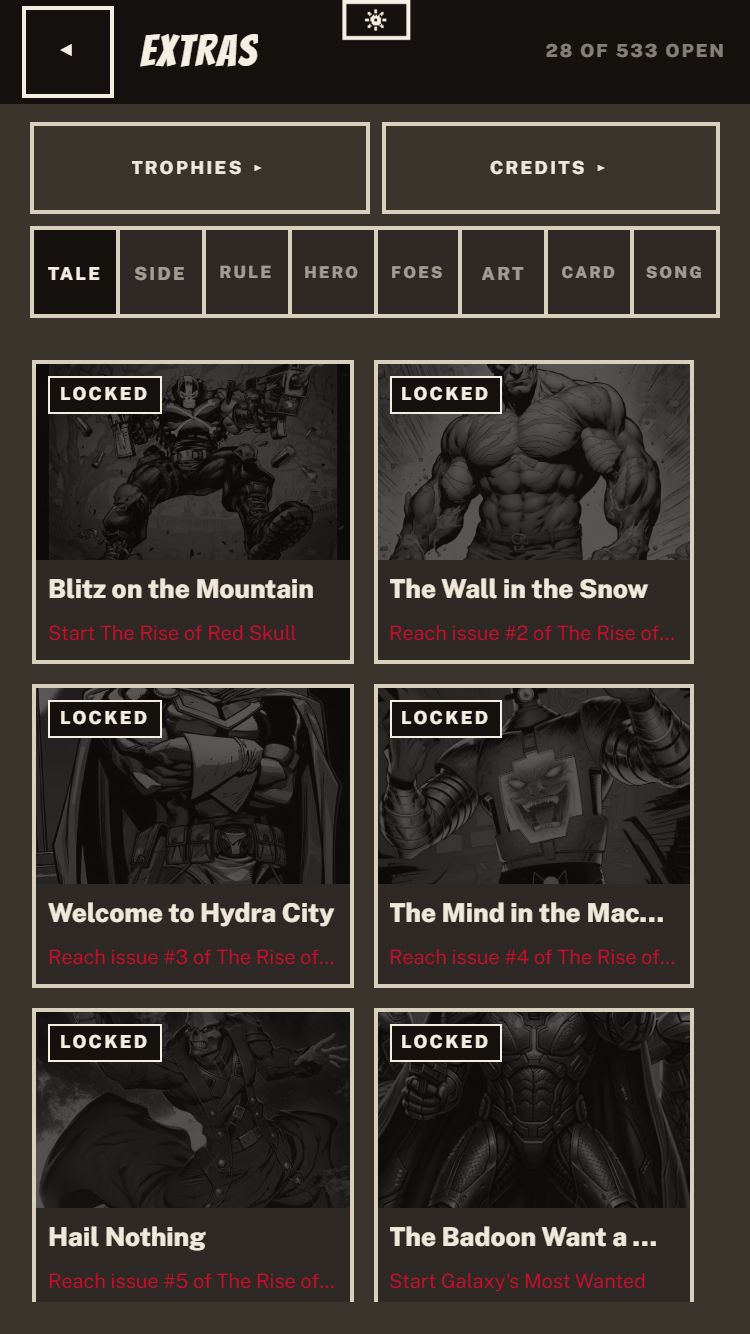 EXTRAS
28 OF 533 OPEN
TROPHIES ▸
CREDITS ▸
TALE
SIDE
RULE
HERO
FOES
ART
CARD
SONG
LOCKED
Blitz on the Mountain
Start The Rise of Red Skull
LOCKED
The Wall in the Snow
Reach issue #2 of The Rise of...
LOCKED
Welcome to Hydra City
Reach issue #3 of The Rise of...
LOCKED
The Mind in the Mac...
Reach issue #4 of The Rise of...
LOCKED
Hail Nothing
Reach issue #5 of The Rise of...
LOCKED
The Badoon Want a ...
Start Galaxy's Most Wanted